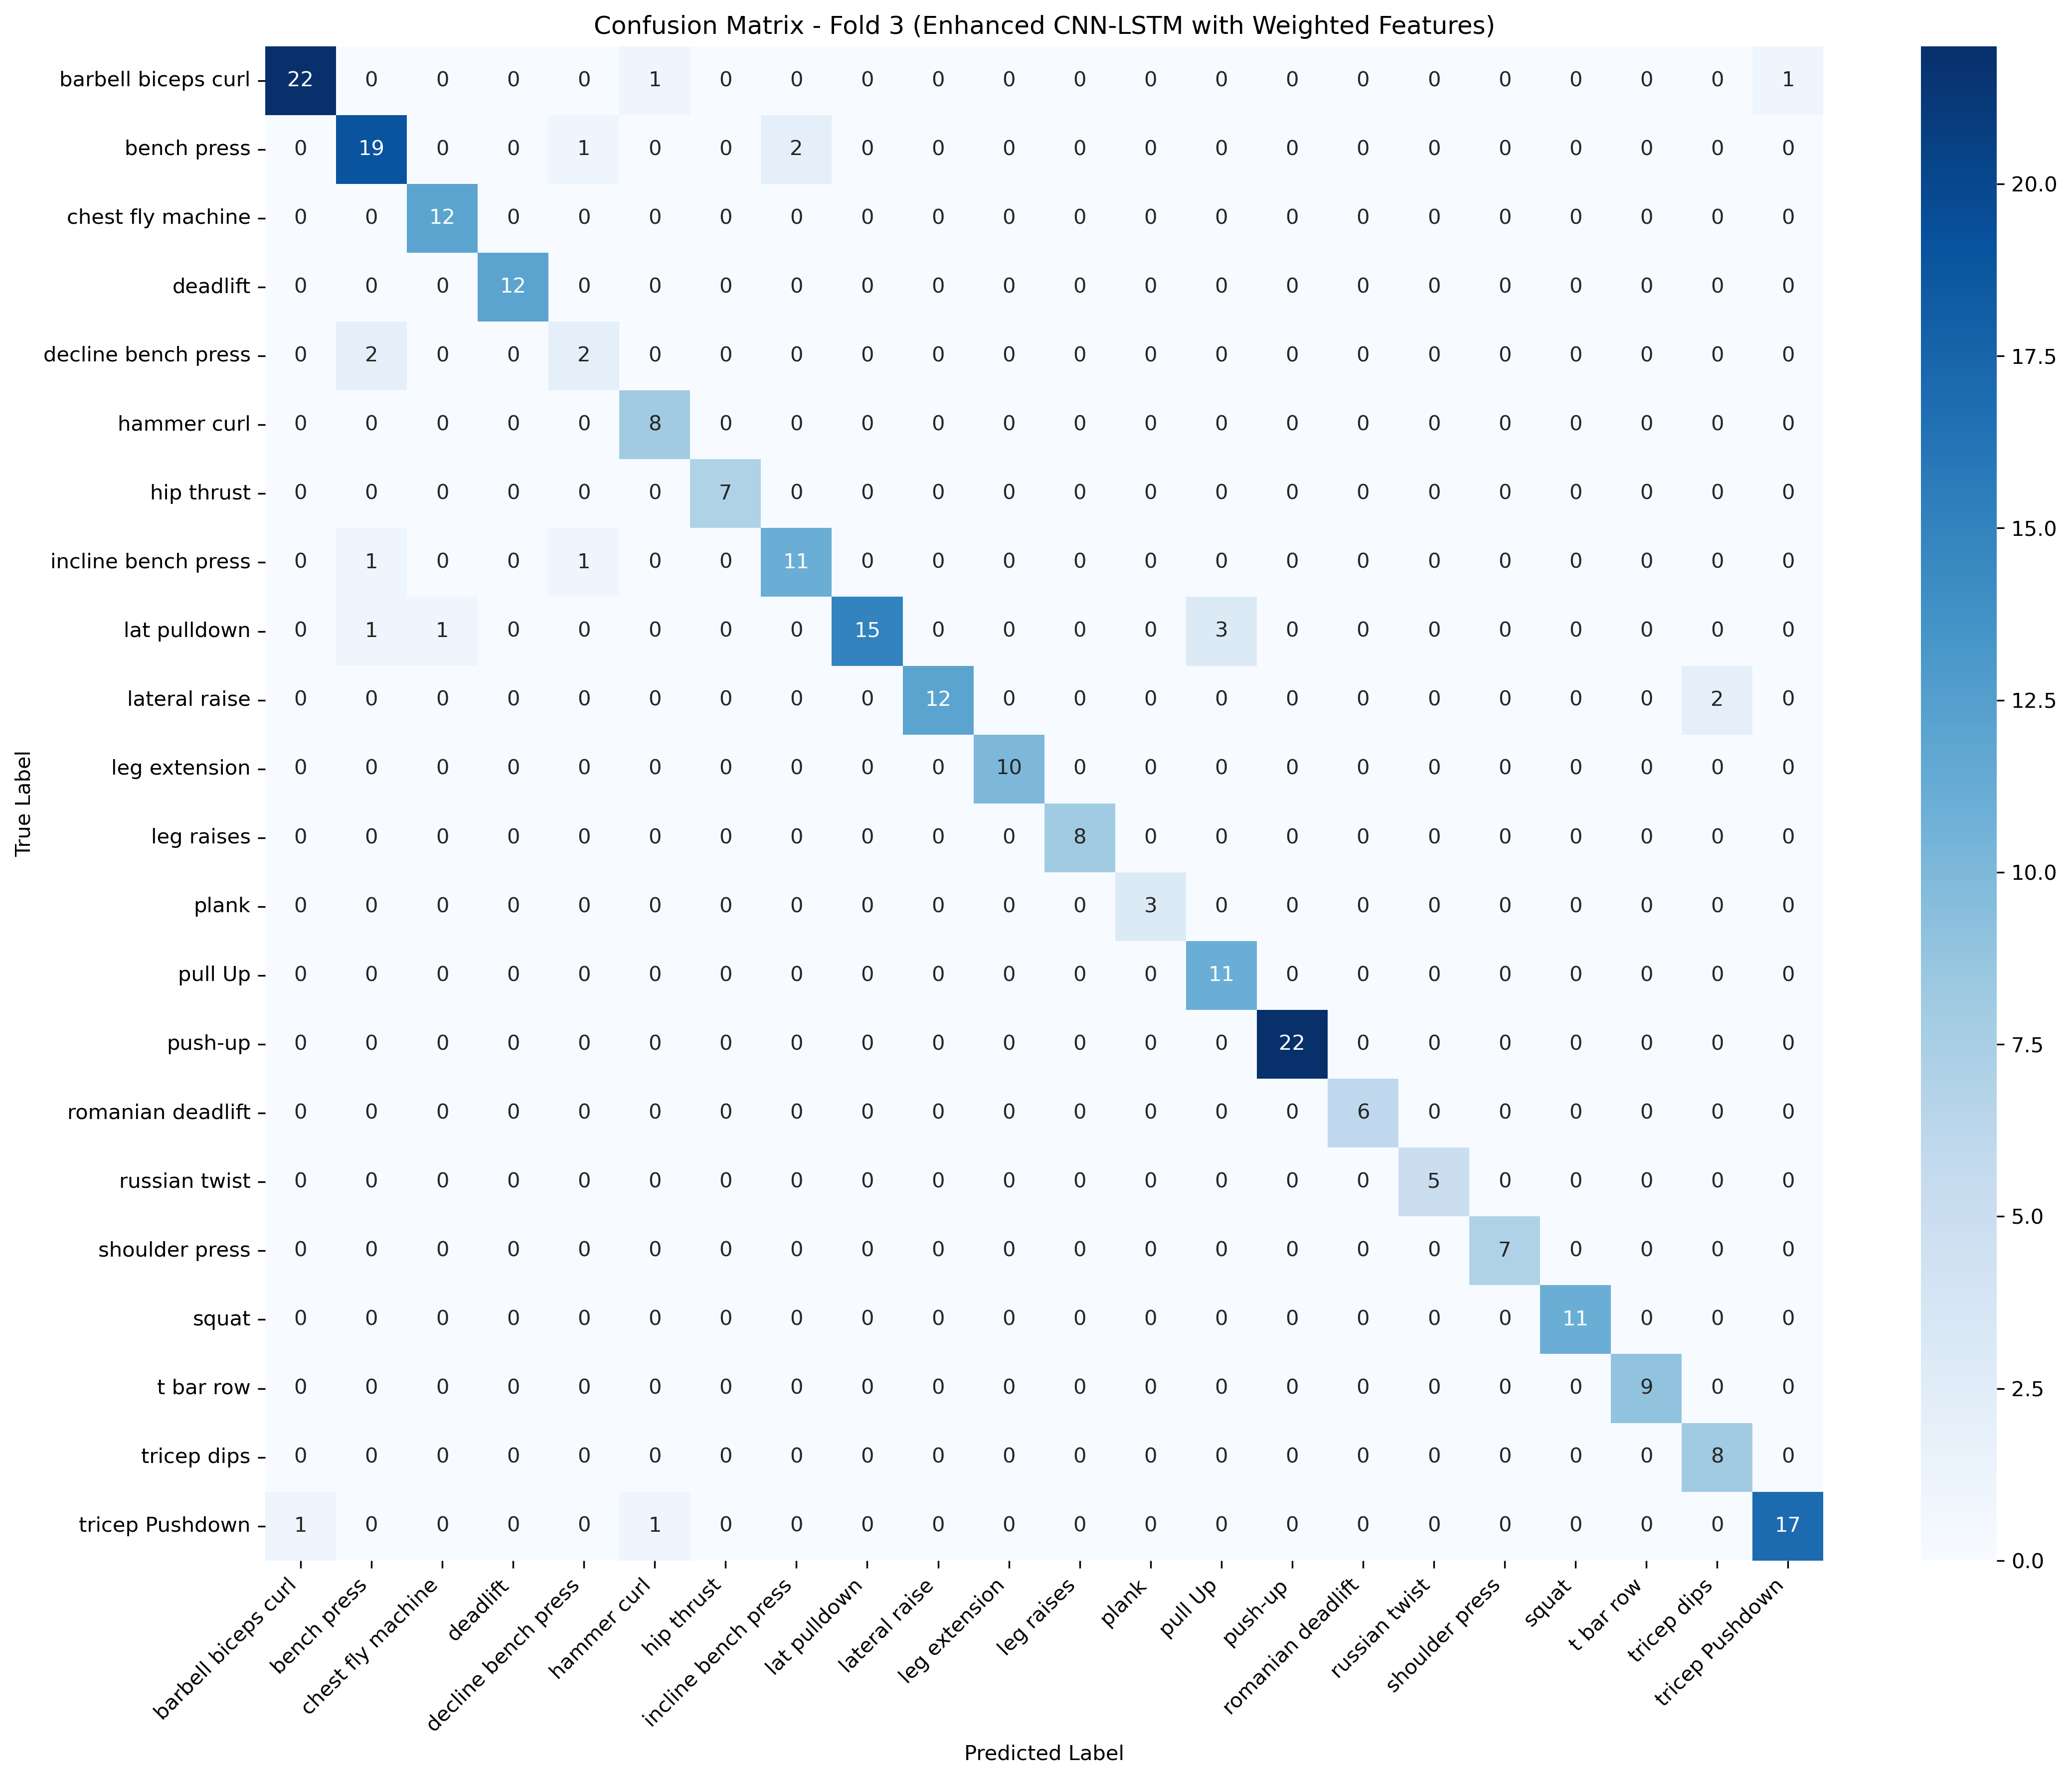 Confusion Matrix - Fold 3 (Enhanced CNN-LSTM with Weighted Features)
barbell biceps curl 22 0 0 0 0 1 0 0 0 0 0 0 0 0 0 0 0 0 0 0 0 1
bench press 0 19 0 0 1 0 0 2 0 0 0 0 0 0 0 0 0 0 0 0 0 0
chest fly machine 0 0 12 0 0 0 0 0 0 0 0 0 0 0 0 0 0 0 0 0 0 0
deadlift 0 0 0 12 0 0 0 0 0 0 0 0 0 0 0 0 0 0 0 0 0 0
decline bench press 0 2 0 0 2 0 0 0 0 0 0 0 0 0 0 0 0 0 0 0 0 0
hammer curl 0 0 0 0 0 8 0 0 0 0 0 0 0 0 0 0 0 0 0 0 0 0
hip thrust 0 0 0 0 0 0 7 0 0 0 0 0 0 0 0 0 0 0 0 0 0 0
incline bench press 0 1 0 0 1 0 0 11 0 0 0 0 0 0 0 0 0 0 0 0 0 0
lat pulldown 0 1 1 0 0 0 0 0 15 0 0 0 0 3 0 0 0 0 0 0 0 0
lateral raise 0 0 0 0 0 0 0 0 0 12 0 0 0 0 0 0 0 0 0 0 2 0
leg extension 0 0 0 0 0 0 0 0 0 0 10 0 0 0 0 0 0 0 0 0 0 0
leg raises 0 0 0 0 0 0 0 0 0 0 0 8 0 0 0 0 0 0 0 0 0 0
plank 0 0 0 0 0 0 0 0 0 0 0 0 3 0 0 0 0 0 0 0 0 0
pull Up 0 0 0 0 0 0 0 0 0 0 0 0 0 11 0 0 0 0 0 0 0 0
push-up 0 0 0 0 0 0 0 0 0 0 0 0 0 0 22 0 0 0 0 0 0 0
romanian deadlift 0 0 0 0 0 0 0 0 0 0 0 0 0 0 0 6 0 0 0 0 0 0
russian twist 0 0 0 0 0 0 0 0 0 0 0 0 0 0 0 0 5 0 0 0 0 0
shoulder press 0 0 0 0 0 0 0 0 0 0 0 0 0 0 0 0 0 7 0 0 0 0
squat 0 0 0 0 0 0 0 0 0 0 0 0 0 0 0 0 0 0 11 0 0 0
t bar row 0 0 0 0 0 0 0 0 0 0 0 0 0 0 0 0 0 0 0 9 0 0
tricep dips 0 0 0 0 0 0 0 0 0 0 0 0 0 0 0 0 0 0 0 0 8 0
tricep Pushdown 1 0 0 0 0 1 0 0 0 0 0 0 0 0 0 0 0 0 0 0 0 17
True Label
barbell biceps curl
bench press
chest fly machine
deadlift
decline bench press
hammer curl
hip thrust
incline bench press
lat pulldown
lateral raise
leg extension
leg raises
plank
pull Up
push-up
romanian deadlift
russian twist
shoulder press
squat
t bar row
tricep dips
tricep Pushdown
Predicted Label
20.0
17.5
15.0
12.5
10.0
7.5
5.0
2.5
0.0